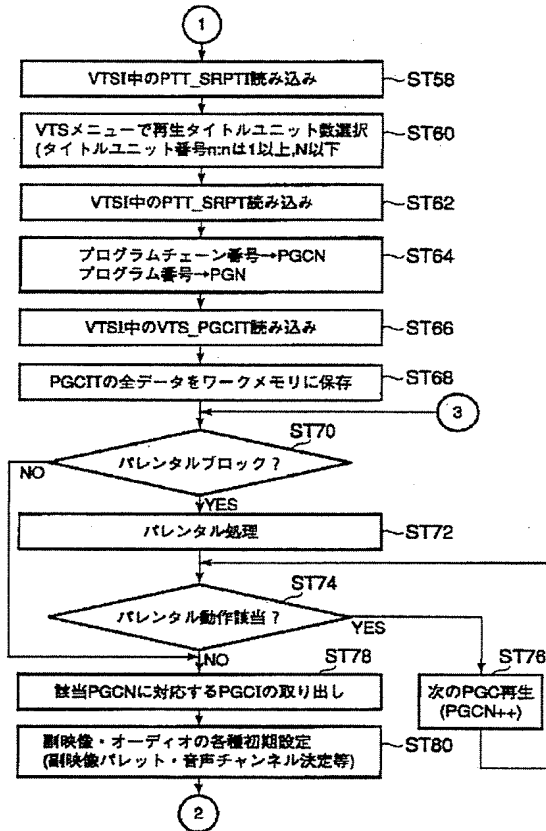 1
VTSI中のPTT_SRPTI読み込み
ST58
VTSメニューで再生タイトルユニット数選択
(タイトルユニット番号n:nは1以上,N以下
ST60
VTSI中のPTT_SRPT読み込み
ST62
プログラムチェーン番号→PGCN
プログラム番号→PGN
ST64
VTSI中のVTS_PGCIT読み込み
ST66
PGCITの全データをワークメモリに保存
ST68
3
ST70
パレンタルブロック?
NO
YES
パレンタル処理
ST72
ST74
パレンタル動作該当?
YES
NO
ST78
ST76
該当PGCNに対応するPGCIの取り出し
次のPGC再生
(PGCN++)
副映像・オーディオの各種初期設定
(副映像パレット・音声チャンネル決定等)
ST80
2